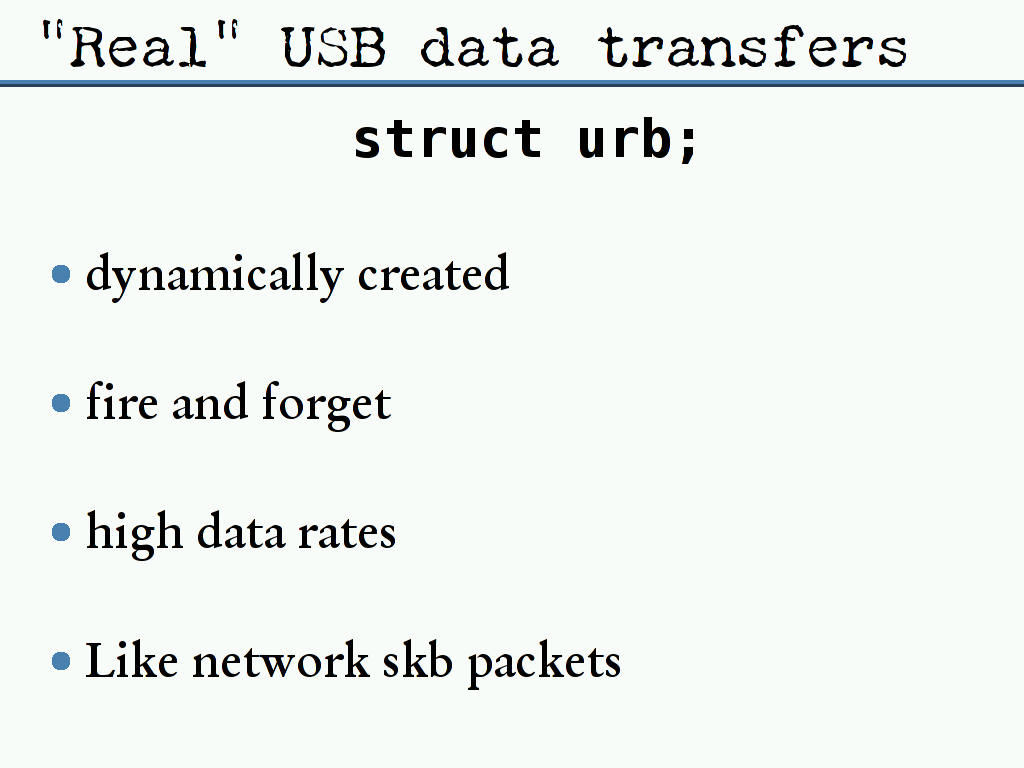 "Real" USB data transfers
struct urb;
• dynamically created
• fire and forget
• high data rates
• Like network skb packets